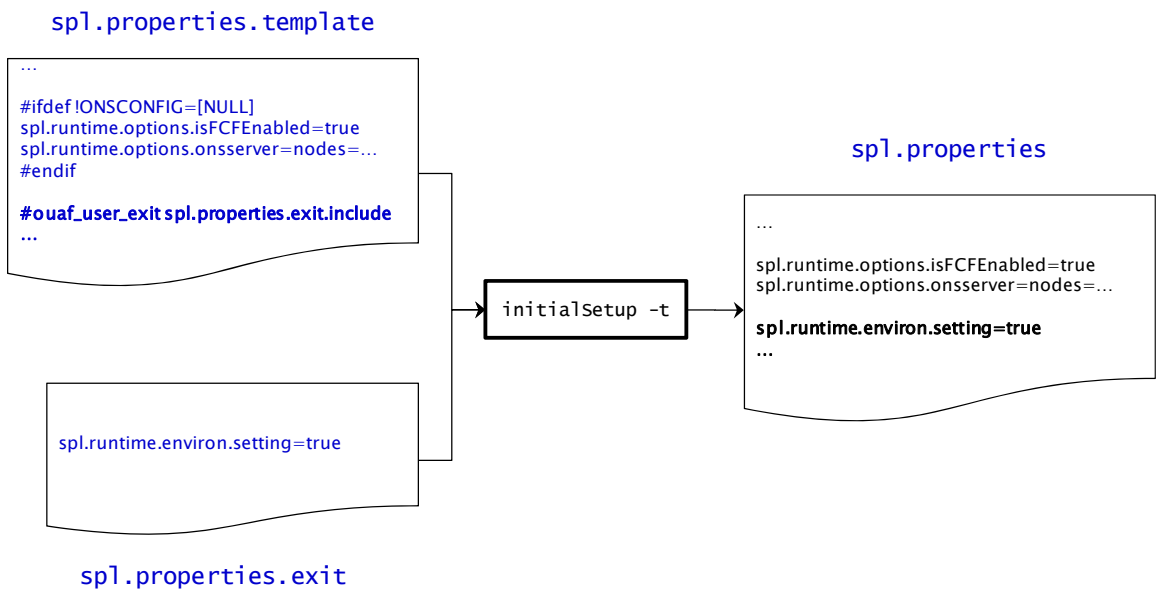 spl.properties.template
...
#ifdef !ONSCONFIG=[NULL]
spl.runtime.options.isFCFEnabled=true
spl.runtime.options.onsserver=nodes=...
#endif
#ouaf_user_exit spl.properties.exit.include
...
spl.runtime.environ.setting=true
spl.properties.exit
initialSetup -t
spl.properties
...
spl.runtime.options.isFCFEnabled=true
spl.runtime.options.onsserver=nodes=...
spl.runtime.environ.setting=true
...